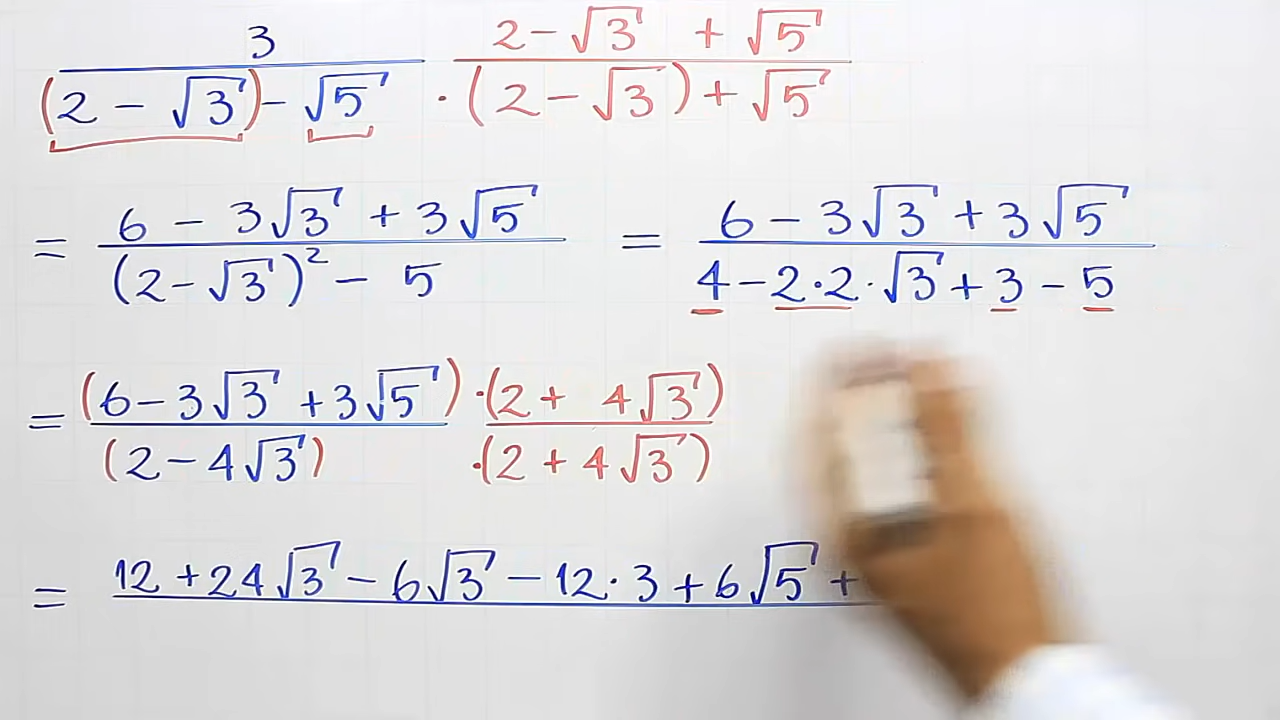 3 / (2 - √3) - √5 · 2 - √3 + √5 / (2 - √3) + √5
= 6 - 3√3 + 3√5 / (2 - √3)² - 5 = 6 - 3√3 + 3√5 / 4 - 2·2·√3 + 3 - 5
= (6 - 3√3 + 3√5) / (2 - 4√3) ·(2 + 4√3) / ·(2 + 4√3)
= 12 + 24√3 - 6√3 - 12·3 + 6√5 +